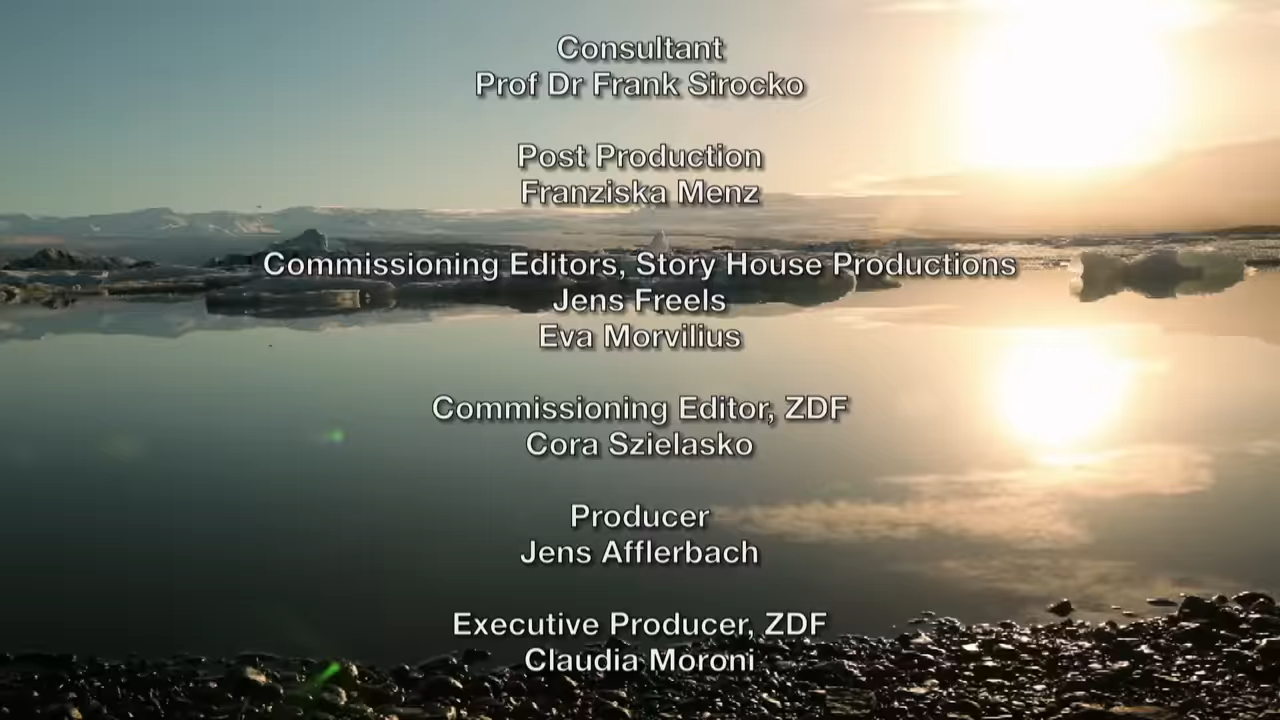 Consultant
Prof Dr Frank Sirocko
Post Production
Franziska Menz
Commissioning Editors, Story House Productions
Jens Freels
Eva Morvilius
Commissioning Editor, ZDF
Cora Szielasko
Producer
Jens Afflerbach
Executive Producer, ZDF
Claudia Moroni